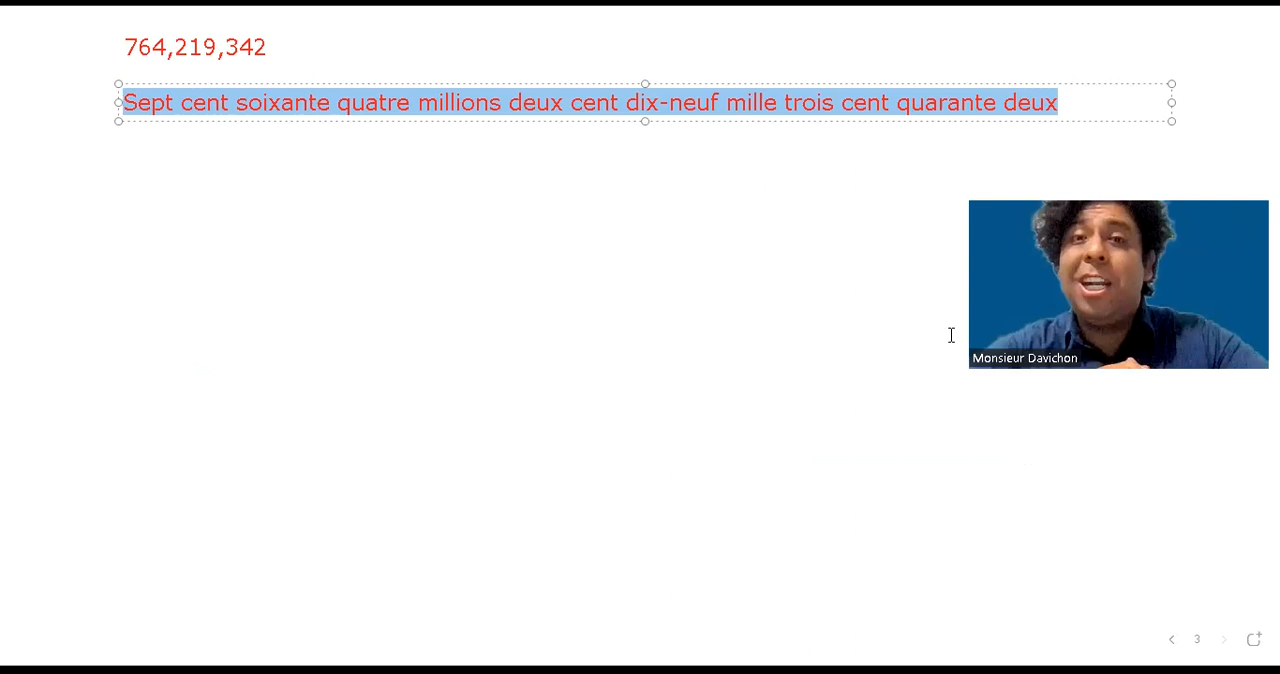 764,219,342
Sept cent soixante quatre millions deux cent dix-neuf mille trois cent quarante deux
Monsieur Davichon
3